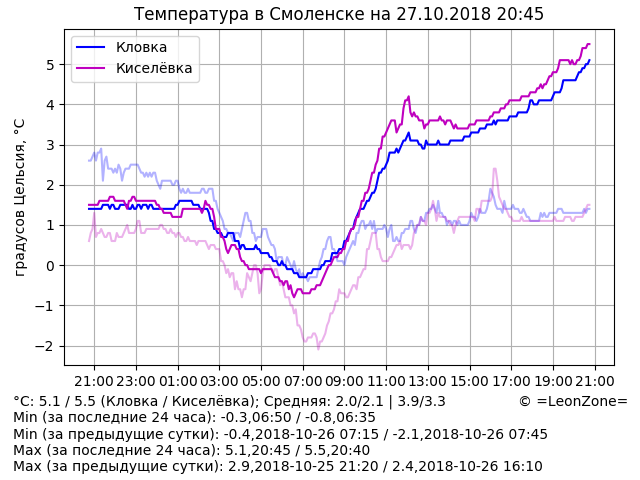 Температура в Смоленске на 27.10.2018 20:45
Кловка
Киселёвка
градусов Цельсия, °C
5
4
3
2
1
0
−1
−2
21:00 23:00 01:00 03:00 05:00 07:00 09:00 11:00 13:00 15:00 17:00 19:00 21:00
°C: 5.1 / 5.5 (Кловка / Киселёвка); Средняя: 2.0/2.1 | 3.9/3.3 © =LeonZone=
Min (за последние 24 часа): -0.3,06:50 / -0.8,06:35
Min (за предыдущие сутки): -0.4,2018-10-26 07:15 / -2.1,2018-10-26 07:45
Max (за последние 24 часа): 5.1,20:45 / 5.5,20:40
Max (за предыдущие сутки): 2.9,2018-10-25 21:20 / 2.4,2018-10-26 16:10